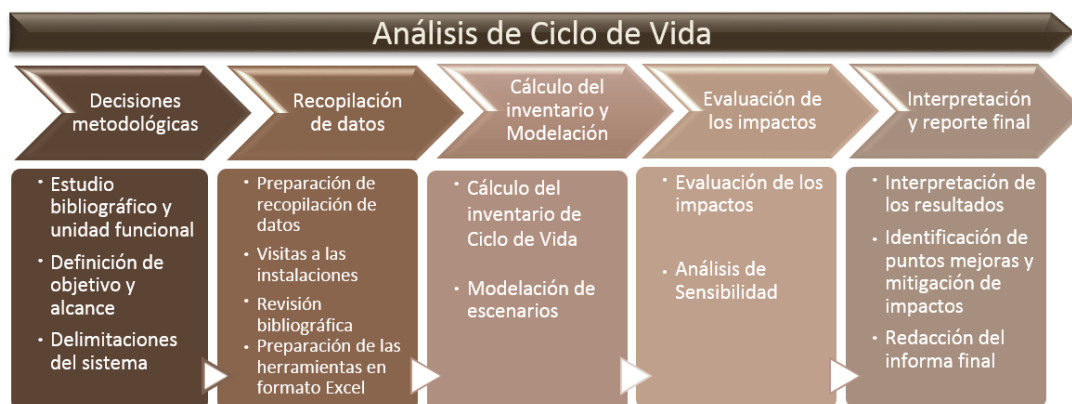 Análisis de Ciclo de Vida
Decisiones
metodológicas
Recopilación
de datos
Cálculo del
inventario y
Modelación
Evaluación de
los impactos
Interpretación
y reporte final
• Estudio
bibliográfico y
unidad funcional
• Definición de
objetivo y
alcance
• Delimitaciones
del sistema
• Preparación de
recopilación de
datos
• Visitas a las
instalaciones
• Revisión
bibliográfica
• Preparación de las
herramientas en
formato Excel
• Cálculo del
inventario de
Ciclo de Vida
• Modelación de
escenarios
• Evaluación de los
impactos
• Análisis de
Sensibilidad
• Interpretación de
los resultados
• Identificación de
puntos mejoras y
mitigación de
impactos
• Redacción del
informa final